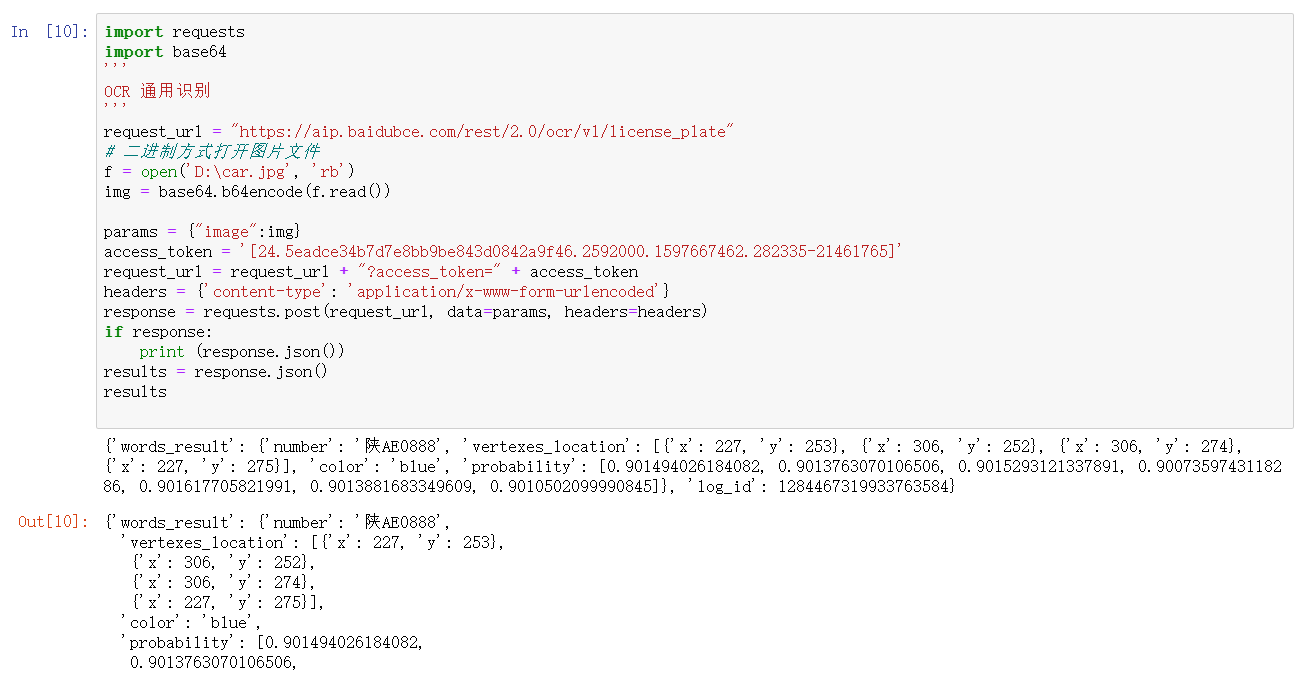 In [10]:
import requests
import base64
'''
OCR 通用识别
'''
request_url = "https://aip.baidubce.com/rest/2.0/ocr/v1/license_plate"
# 二进制方式打开图片文件
f = open('D:\car.jpg', 'rb')
img = base64.b64encode(f.read())
params = {"image":img}
access_token = '[24.5eadce34b7d7e8bb9be843d0842a9f46.2592000.1597667462.282335-21461765]'
request_url = request_url + "?access_token=" + access_token
headers = {'content-type': 'application/x-www-form-urlencoded'}
response = requests.post(request_url, data=params, headers=headers)
if response:
    print (response.json())
results = response.json()
results
{'words_result': {'number': '陕AE0888', 'vertexes_location': [{'x': 227, 'y': 253}, {'x': 306, 'y': 252}, {'x': 306, 'y': 274},
{'x': 227, 'y': 275}], 'color': 'blue', 'probability': [0.901494026184082, 0.9013763070106506, 0.9015293121337891, 0.90073597431182
86, 0.901617705821991, 0.9013881683349609, 0.9010502099990845]}, 'log_id': 1284467319933763584}
Out[10]:
{'words_result': {'number': '陕AE0888',
  'vertexes_location': [{'x': 227, 'y': 253},
   {'x': 306, 'y': 252},
   {'x': 306, 'y': 274},
   {'x': 227, 'y': 275}],
  'color': 'blue',
  'probability': [0.901494026184082,
   0.9013763070106506,